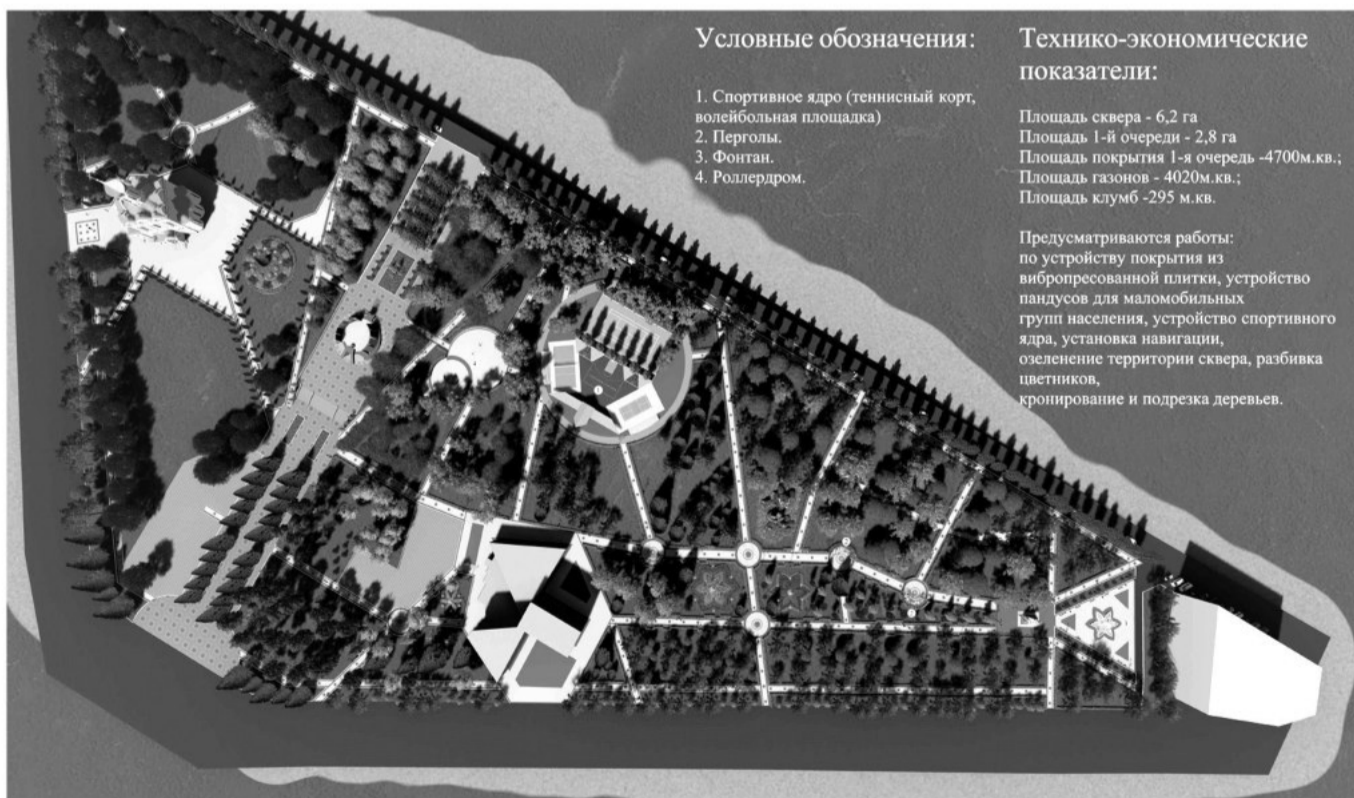 Условные обозначения:
1. Спортивное ядро (теннисный корт,
волейбольная площадка)
2. Перголы.
3. Фонтан.
4. Роллердром.
Технико-экономические
показатели:
Площадь сквера - 6,2 га
Площадь 1-й очереди - 2,8 га
Площадь покрытия 1-я очередь -4700м.кв.;
Площадь газонов - 4020м.кв.;
Площадь клумб -295 м.кв.
Предусматриваются работы:
по устройству покрытия из
вибропресованной плитки, устройство
пандусов для маломобильных
групп населения, устройство спортивного
ядра, установка навигации,
озеленение территории сквера, разбивка
цветников,
кронирование и подрезка деревьев.